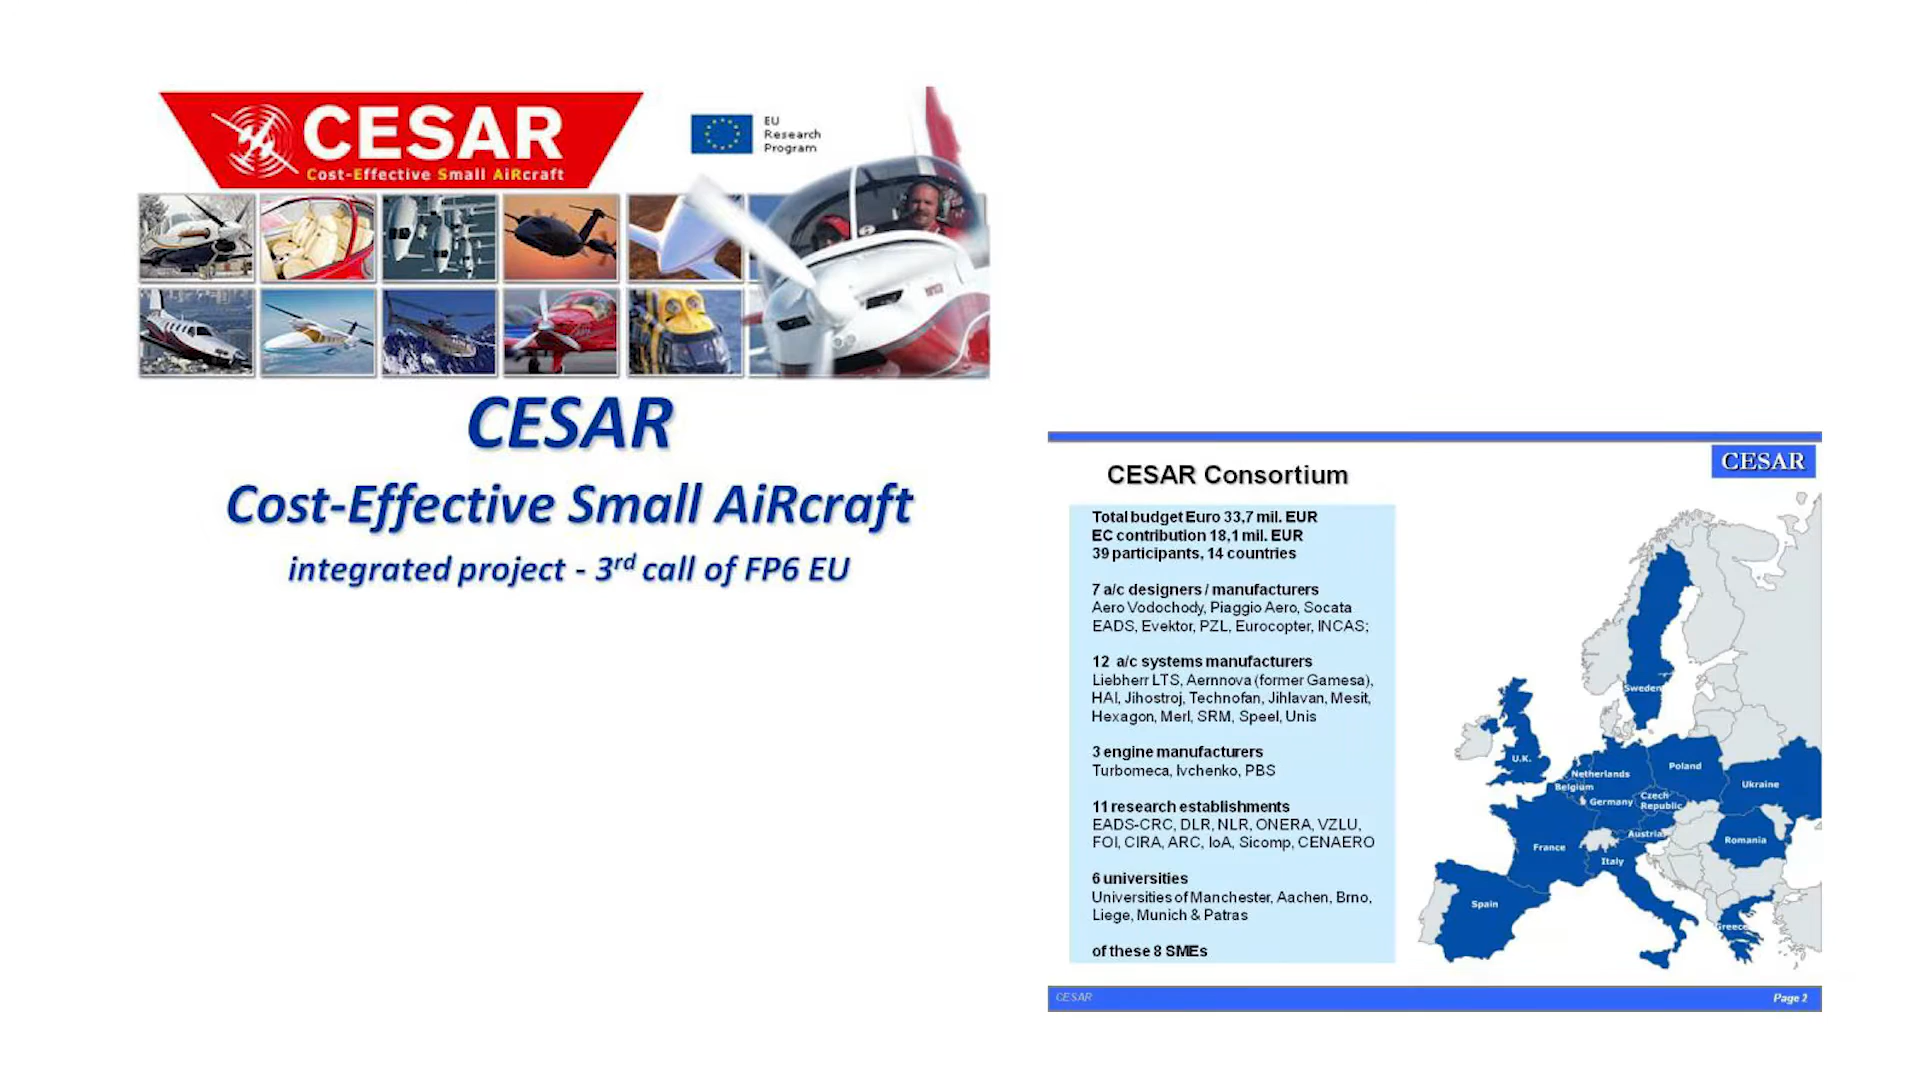 CESAR
Cost-Effective Small AiRcraft
EU
Research
Program
CESAR
Cost-Effective Small AiRcraft
integrated project - 3rd call of FP6 EU
CESAR
CESAR Consortium
Total budget Euro 33,7 mil. EUR
EC contribution 18,1 mil. EUR
39 participants, 14 countries
7 a/c designers / manufacturers
Aero Vodochody, Piaggio Aero, Socata
EADS, Evektor, PZL, Eurocopter, INCAS;
12 a/c systems manufacturers
Liebherr LTS, Aernnova (former Gamesa),
HAI, Jihostroj, Technofan, Jihlavan, Mesit,
Hexagon, Merl, SRM, Speel, Unis
3 engine manufacturers
Turbomeca, Ivchenko, PBS
11 research establishments
EADS-CRC, DLR, NLR, ONERA, VZLU,
FOI, CIRA, ARC, IoA, Sicomp, CENAERO
6 universities
Universities of Manchester, Aachen, Brno,
Liege, Munich & Patras
of these 8 SMEs
Sweden
U.K.
Netherlands
Poland
Belgium
Ukraine
Germany
Czech
Republic
Austria
Romania
France
Italy
Spain
Greece
CESAR
Page 2